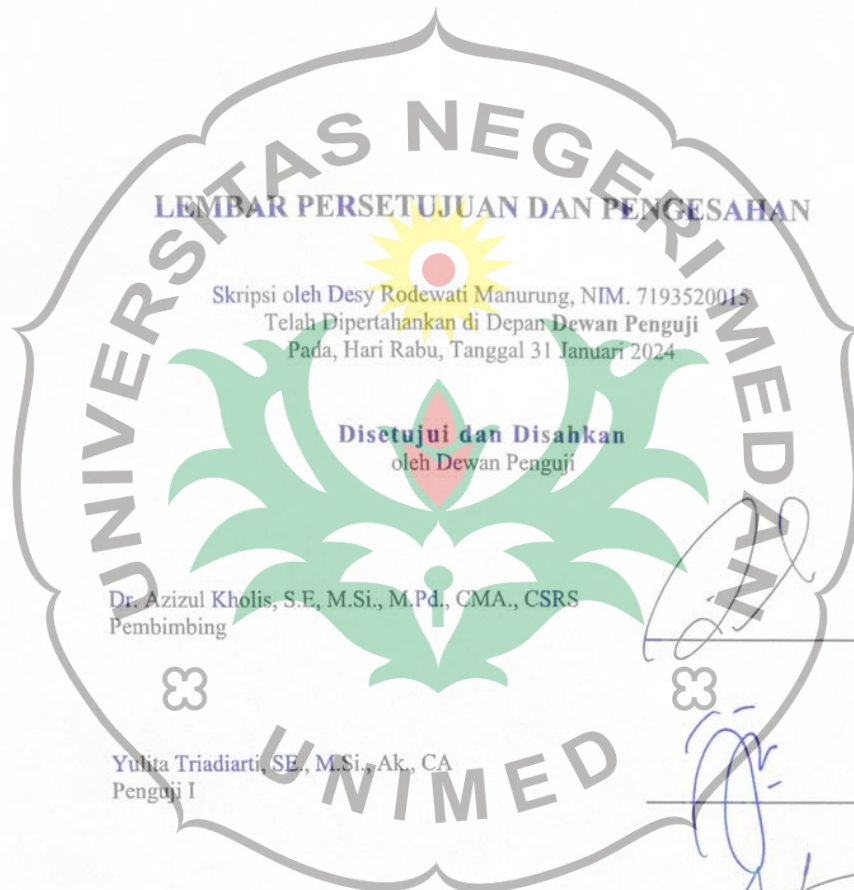 UNIVERSITAS NEGERI MEDAN
LEMBAR PERSETUJUAN DAN PENGESAHAN
Skripsi oleh Desy Rodewati Manurung, NIM. 7193520015
Telah Dipertahankan di Depan Dewan Penguji
Pada, Hari Rabu, Tanggal 31 Januari 2024
Disetujui dan Disahkan
oleh Dewan Penguji
Dr. Azizul Kholis, S.E, M.Si., M.Pd., CMA., CSRS
Pembimbing
Yulita Triadiarti, SE., M.Si., Ak., CA
Penguji I
UNIMED